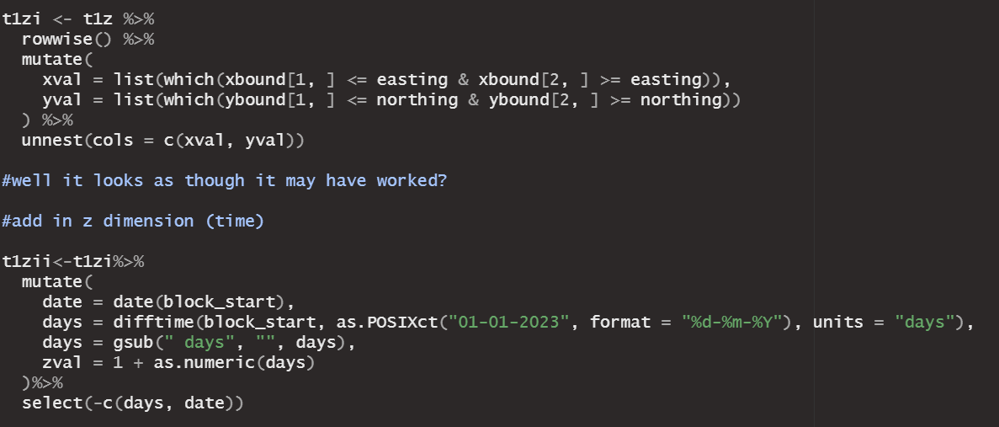 t1zi <- t1z %>%
  rowwise() %>%
  mutate(
    xval = list(which(xbound[1, ] <= easting & xbound[2, ] >= easting)),
    yval = list(which(ybound[1, ] <= northing & ybound[2, ] >= northing))
  ) %>%
  unnest(cols = c(xval, yval))
#well it looks as though it may have worked?
#add in z dimension (time)
t1zii<-t1zi%>%
  mutate(
    date = date(block_start),
    days = difftime(block_start, as.POSIXct("01-01-2023", format = "%d-%m-%Y"), units = "days"),
    days = gsub(" days", "", days),
    zval = 1 + as.numeric(days)
  )%>%
  select(-c(days, date))